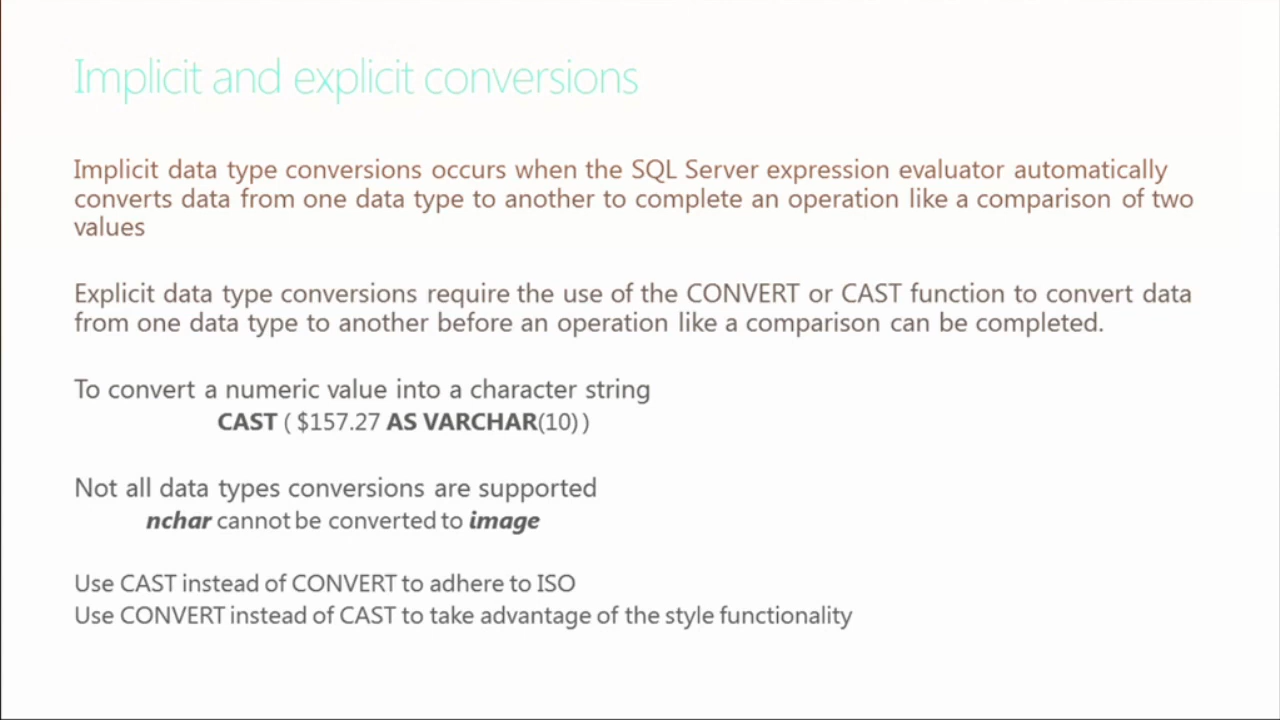 Implicit and explicit conversions
Implicit data type conversions occurs when the SQL Server expression evaluator automatically
converts data from one data type to another to complete an operation like a comparison of two
values
Explicit data type conversions require the use of the CONVERT or CAST function to convert data
from one data type to another before an operation like a comparison can be completed.
To convert a numeric value into a character string
CAST ( $157.27 AS VARCHAR(10) )
Not all data types conversions are supported
nchar cannot be converted to image
Use CAST instead of CONVERT to adhere to ISO
Use CONVERT instead of CAST to take advantage of the style functionality